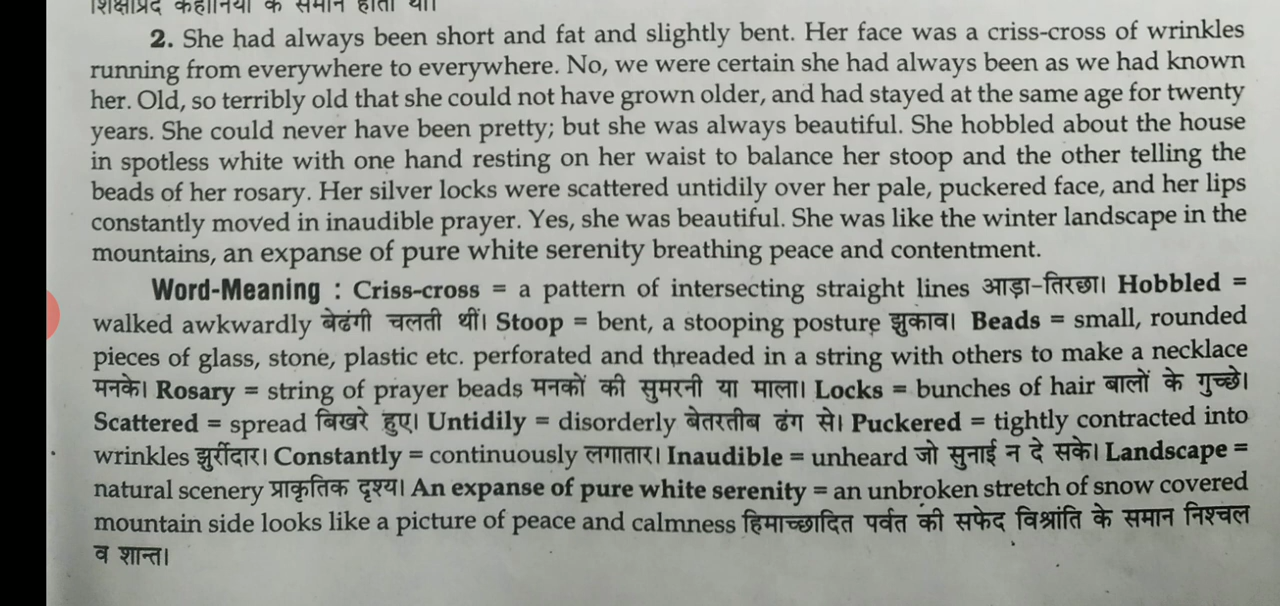 शिक्षाप्रद कहानियों के समान होता था।
2. She had always been short and fat and slightly bent. Her face was a criss-cross of wrinkles
running from everywhere to everywhere. No, we were certain she had always been as we had known
her. Old, so terribly old that she could not have grown older, and had stayed at the same age for twenty
years. She could never have been pretty; but she was always beautiful. She hobbled about the house
in spotless white with one hand resting on her waist to balance her stoop and the other telling the
beads of her rosary. Her silver locks were scattered untidily over her pale, puckered face, and her lips
constantly moved in inaudible prayer. Yes, she was beautiful. She was like the winter landscape in the
mountains, an expanse of pure white serenity breathing peace and contentment.
Word-Meaning : Criss-cross = a pattern of intersecting straight lines आड़ा-तिरछा। Hobbled =
walked awkwardly बेढंगी चलती थीं। Stoop = bent, a stooping posture झुकाव। Beads = small, rounded
pieces of glass, stone, plastic etc. perforated and threaded in a string with others to make a necklace
मनके। Rosary = string of prayer beads मनकों की सुमरनी या माला। Locks = bunches of hair बालों के गुच्छे।
Scattered = spread बिखरे हुए। Untidily = disorderly बेतरतीब ढंग से। Puckered = tightly contracted into
wrinkles झुर्रीदार। Constantly = continuously लगातार। Inaudible = unheard जो सुनाई न दे सके। Landscape =
natural scenery प्राकृतिक दृश्य। An expanse of pure white serenity = an unbroken stretch of snow covered
mountain side looks like a picture of peace and calmness हिमाच्छादित पर्वत की सफेद विश्रांति के समान निश्चल
व शान्त।